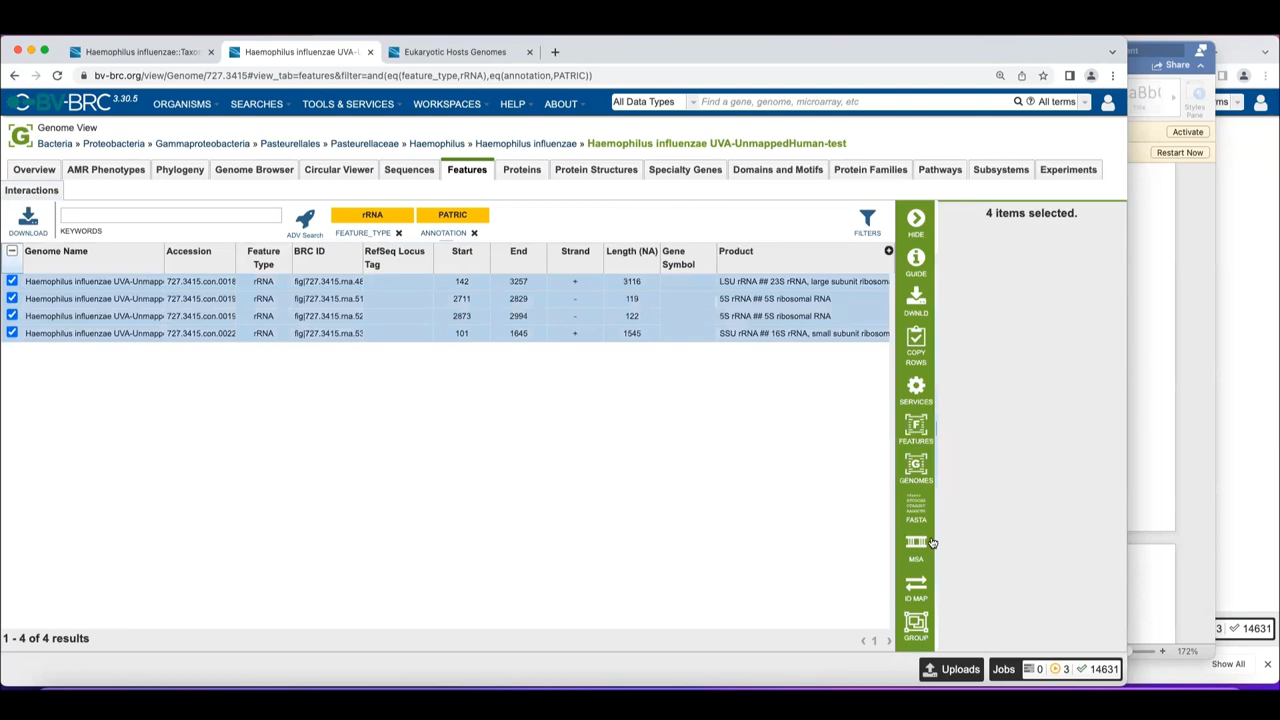 Haemophilus influenzae::Taxon
Haemophilus influenzae UVA-
Eukaryotic Hosts Genomes
bv-brc.org/view/Genome/727.3415#view_tab=features&filter=and(eq(feature_type,rRNA),eq(annotation,PATRIC))
Share
BV-BRC 3.30.5
ORGANISMS
SEARCHES
TOOLS & SERVICES
WORKSPACES
HELP
ABOUT
All Data Types
Find a gene, genome, microarray, etc
All terms
Styles Pane
Genome View
Activate
Bacteria » Proteobacteria » Gammaproteobacteria » Pasteurellales » Pasteurellaceae » Haemophilus » Haemophilus influenzae » Haemophilus influenzae UVA-UnmappedHuman-test
Restart Now
Overview
AMR Phenotypes
Phylogeny
Genome Browser
Circular Viewer
Sequences
Features
Proteins
Protein Structures
Specialty Genes
Domains and Motifs
Protein Families
Pathways
Subsystems
Experiments
Interactions
DOWNLOAD
KEYWORDS
ADV Search
rRNA
FEATURE_TYPE
PATRIC
ANNOTATION
FILTERS
HIDE
4 items selected.
Genome Name Accession Feature Type BRC ID RefSeq Locus Tag Start End Strand Length (NA) Gene Symbol Product
Haemophilus influenzae UVA-Unmapp 727.3415.con.0018 rRNA fig|727.3415.rna.48 142 3257 + 3116 LSU rRNA ## 23S rRNA, large subunit ribosom
Haemophilus influenzae UVA-Unmapp 727.3415.con.0019 rRNA fig|727.3415.rna.51 2711 2829 - 119 5S rRNA ## 5S ribosomal RNA
Haemophilus influenzae UVA-Unmapp 727.3415.con.0019 rRNA fig|727.3415.rna.52 2873 2994 - 122 5S rRNA ## 5S ribosomal RNA
Haemophilus influenzae UVA-Unmapp 727.3415.con.0022 rRNA fig|727.3415.rna.53 101 1645 + 1545 SSU rRNA ## 16S rRNA, small subunit ribosom
GUIDE
DWNLD
COPY ROWS
SERVICES
FEATURES
GENOMES
FASTA
MSA
ID MAP
GROUP
1 - 4 of 4 results
1
Uploads
Jobs 0 3 14631
3 14631
172%
Show All